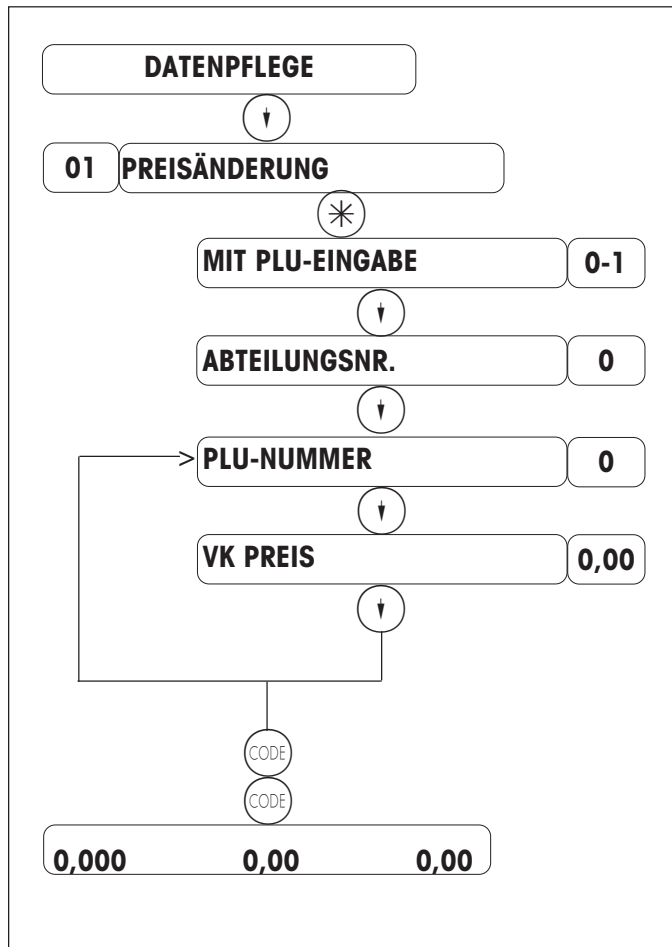 DATENPFLEGE
01 PREISÄNDERUNG
MIT PLU-EINGABE 0-1
ABTEILUNGSNR. 0
PLU-NUMMER 0
VK PREIS 0,00
CODE
CODE
0,000 0,00 0,00